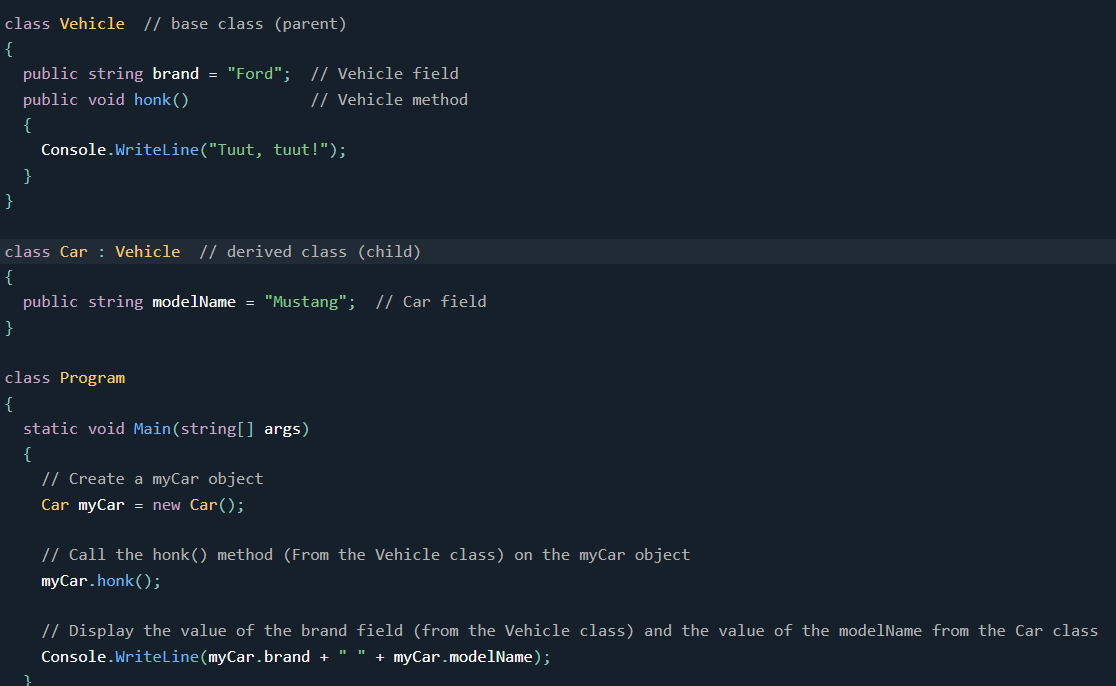 class Vehicle  // base class (parent)
{
  public string brand = "Ford";  // Vehicle field
  public void honk()             // Vehicle method
  {
    Console.WriteLine("Tuut, tuut!");
  }
}

class Car : Vehicle  // derived class (child)
{
  public string modelName = "Mustang";  // Car field
}

class Program
{
  static void Main(string[] args)
  {
    // Create a myCar object
    Car myCar = new Car();

    // Call the honk() method (From the Vehicle class) on the myCar object
    myCar.honk();

    // Display the value of the brand field (from the Vehicle class) and the value of the modelName from the Car class
    Console.WriteLine(myCar.brand + " " + myCar.modelName);
  }